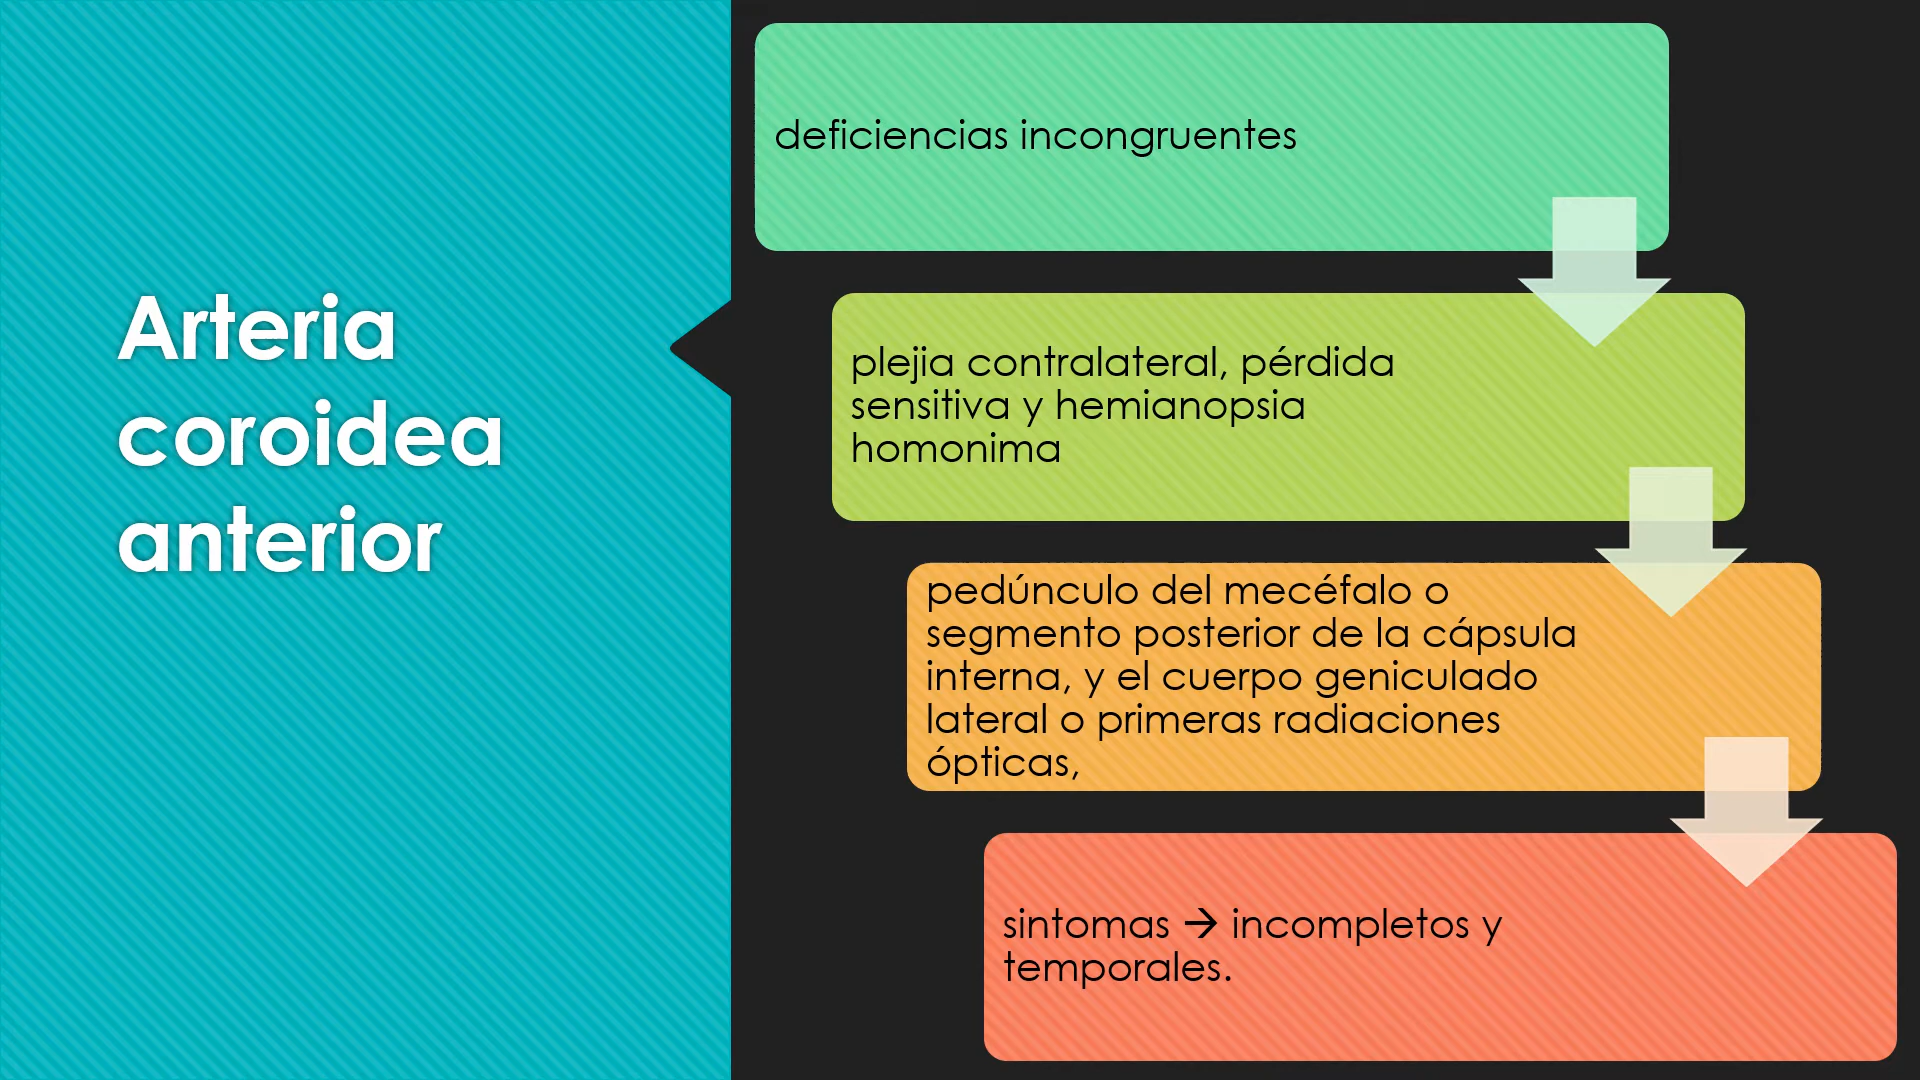 Arteria
coroidea
anterior
deficiencias incongruentes
plejia contralateral, pérdida
sensitiva y hemianopsia
homonima
pedúnculo del mecéfalo o
segmento posterior de la cápsula
interna, y el cuerpo geniculado
lateral o primeras radiaciones
ópticas,
sintomas → incompletos y
temporales.